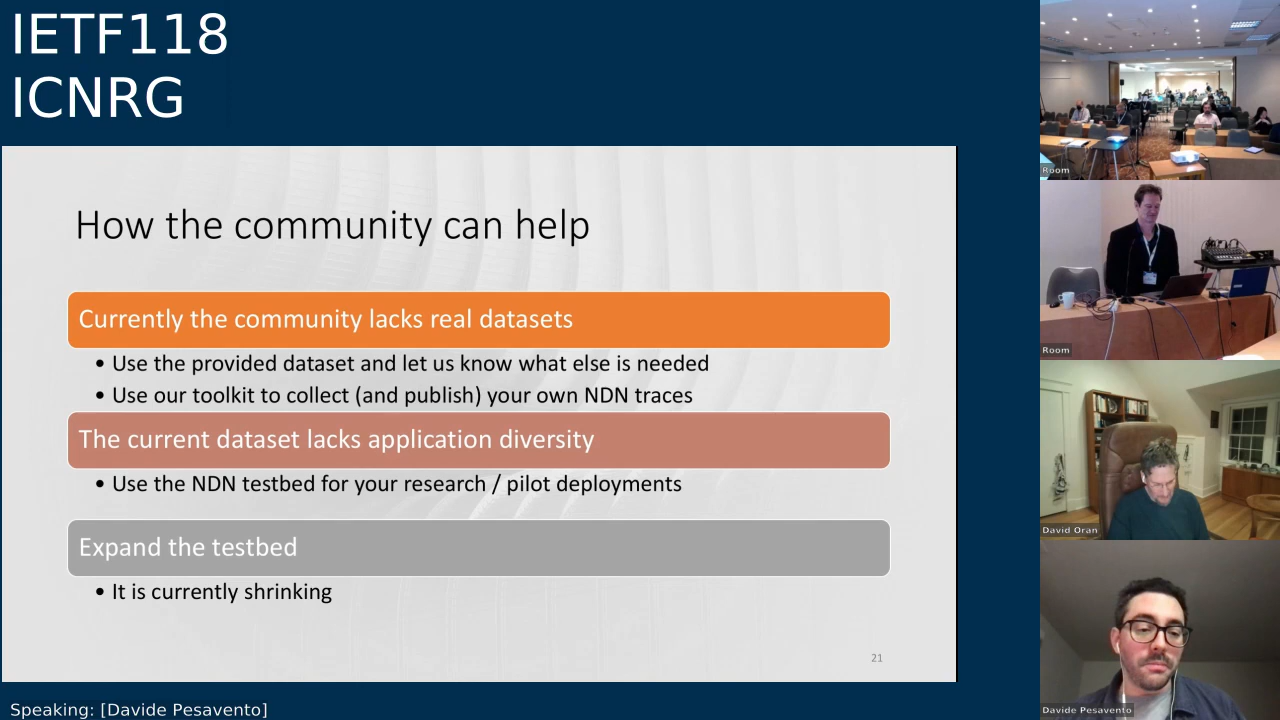 IETF118
ICNRG
How the community can help
Currently the community lacks real datasets
• Use the provided dataset and let us know what else is needed
• Use our toolkit to collect (and publish) your own NDN traces
The current dataset lacks application diversity
• Use the NDN testbed for your research / pilot deployments
Expand the testbed
• It is currently shrinking
21
Speaking: [Davide Pesavento]
Room
Room
David Oran
Davide Pesavento